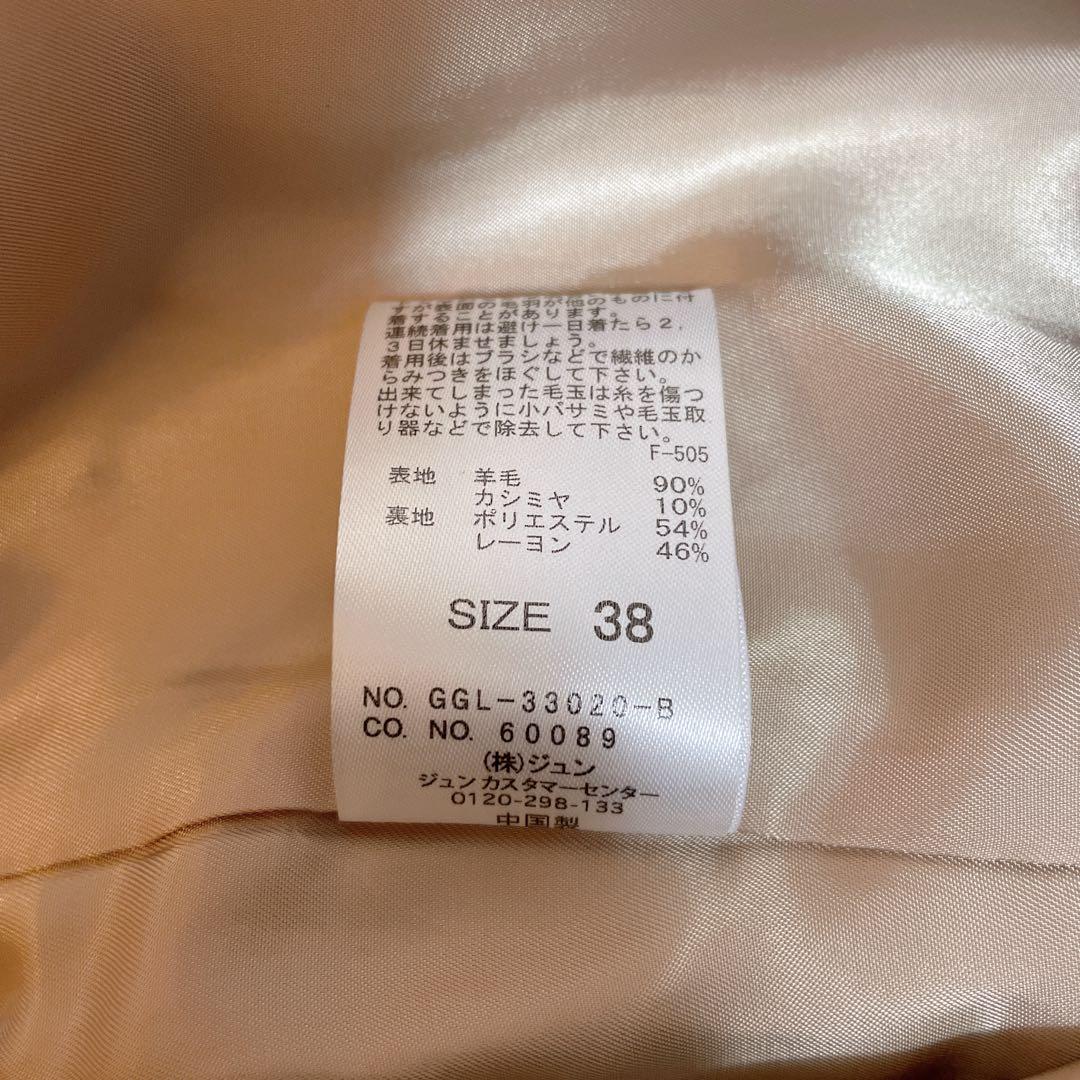 すが表面の毛羽が他のものに付
着することがあります。
連続着用は避け一日着たら2,
3日休ませましょう。
着用後はブラシなどで繊維のか
らみつきをほぐして下さい。
出来てしまった毛玉は糸を傷つ
けないように小バサミや毛玉取
り器などで除去して下さい。
F-505
表地 羊毛 90%
カシミヤ 10%
裏地 ポリエステル 54%
レーヨン 46%
SIZE 38
NO. GGL-33020-B
CO. NO. 60089
(株)ジュン
ジュン カスタマーセンター
0120-298-133
中国製